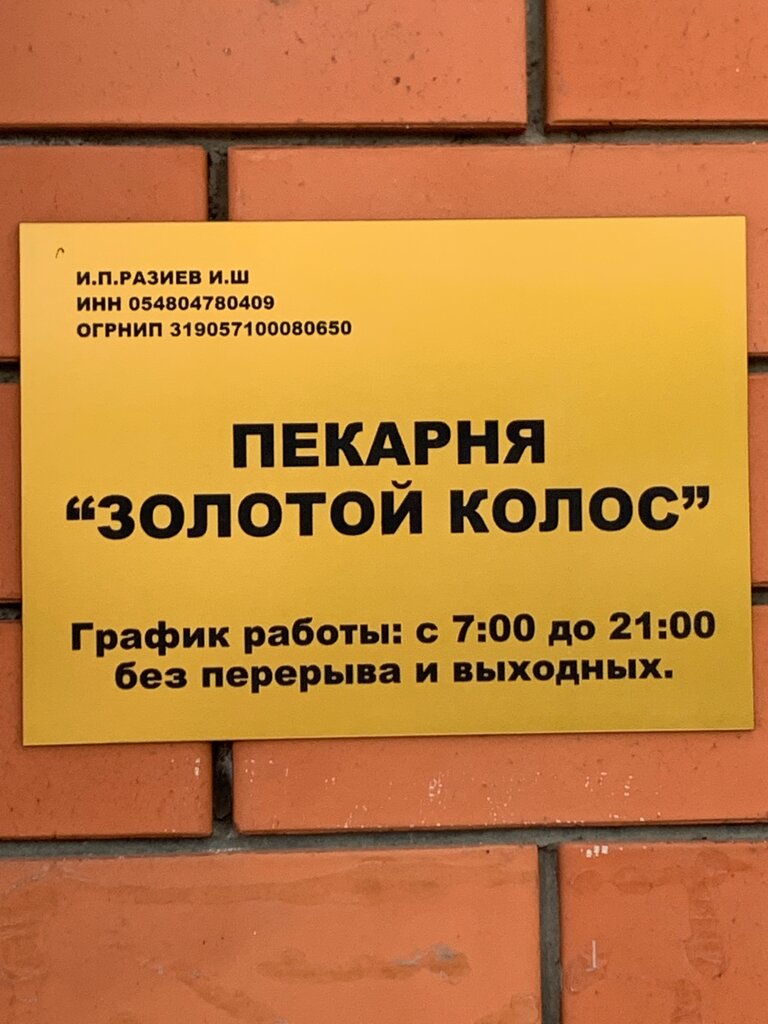 И.П.РАЗИЕВ И.Ш
ИНН 054804780409
ОГРНИП 319057100080650
ПЕКАРНЯ
“ЗОЛОТОЙ КОЛОС”
График работы: с 7:00 до 21:00
без перерыва и выходных.